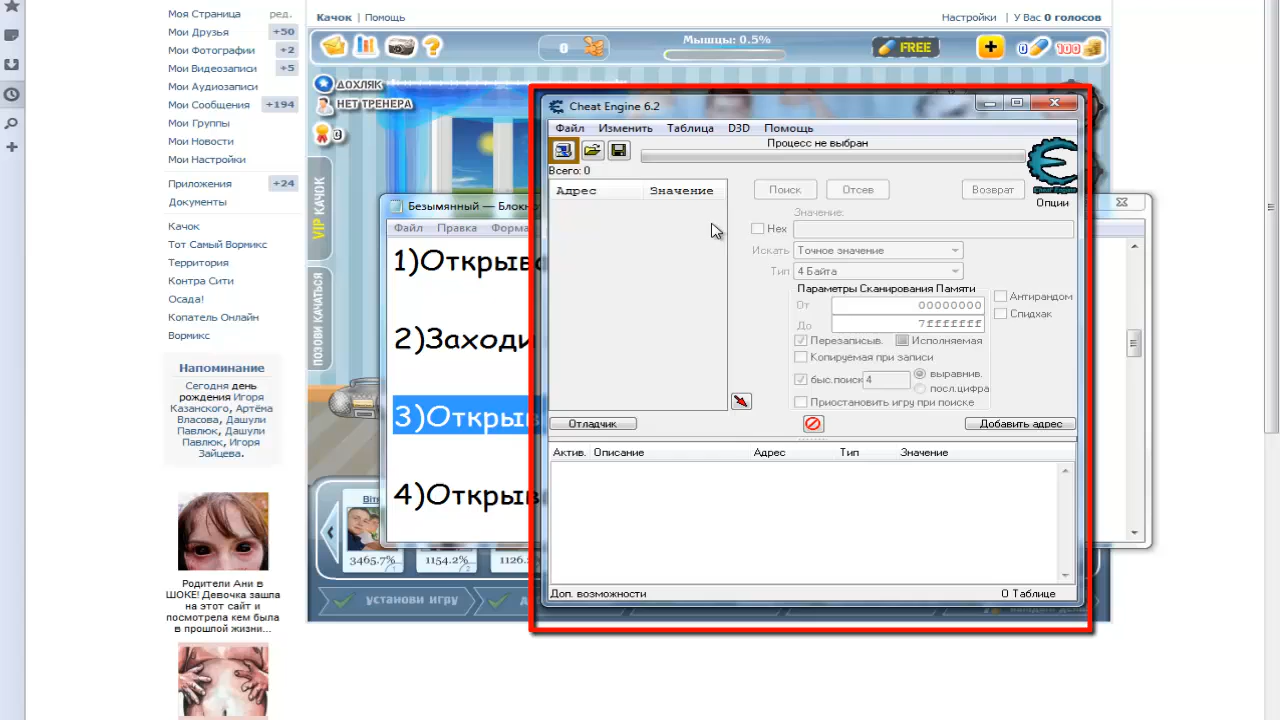 Моя Страница ред.
Мои Друзья +50
Мои Фотографии +2
Мои Видеозаписи +5
Мои Аудиозаписи
Мои Сообщения +194
Мои Группы
Мои Новости
Мои Настройки
Приложения +24
Документы
Качок
Тот Самый Вормикс
Территория
Контра Сити
Осада!
Копатель Онлайн
Вормикс
Напоминание
Сегодня день
рождения Игоря
Казанского, Артёма
Власова, Дашули
Павлюк, Дашули
Павлюк, Игоря
Зайцева.
Родители Ани в
ШОКЕ! Девочка зашла
на этот сайт и
посмотрела кем была
в прошлой жизни...
Качок | Помощь
Настройки | У Вас 0 голосов
0
Мышцы: 0.5%
FREE
0
100
ДОХЛЯК
НЕТ ТРЕНЕРА
0
VIP КАЧОК
ПОЗОВИ КАЧАТЬСЯ
Безымянный — Блокн
Файл Правка Форма
1)Открыв
2)Заходи
3)Открыв
4)Открыв
3465.7%
1154.2%
1126.
установи игру
Cheat Engine 6.2
Файл Изменить Таблица D3D Помощь
Процесс не выбран
Всего: 0
Cheat Engine
Опции
Адрес Значение
Поиск Отсев Возврат
Значение:
Hex
Искать Точное значение
Тип 4 Байта
Параметры Сканирования Памяти
От 00000000
До 7fffffff
Антирандом
Спидхак
Перезаписыв. Исполняемая
Копируемая при записи
быс.поиск 4 выравнив.
посл.цифра
Приостановить игру при поиске
Отладчик
Добавить адрес
Актив. Описание Адрес Тип Значение
Доп. возможности
0 Таблице